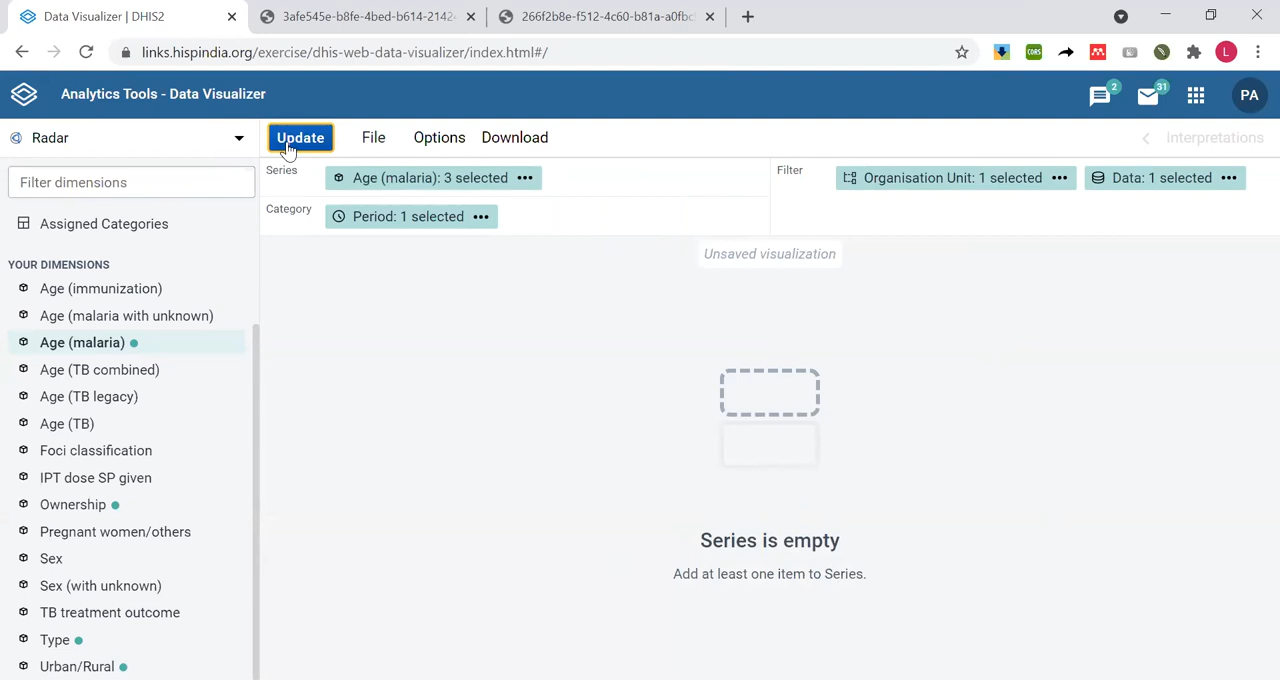 Data Visualizer | DHIS2
3afe545e-b8fe-4bed-b614-2142
266f2b8e-f512-4c60-b81a-a0fbc
links.hispindia.org/exercise/dhis-web-data-visualizer/index.html#/
CORS
L
Analytics Tools - Data Visualizer
2
31
PA
Radar
Update
File
Options
Download
Interpretations
Filter dimensions
Series
Age (malaria): 3 selected
Filter
Organisation Unit: 1 selected
Data: 1 selected
Category
Period: 1 selected
Assigned Categories
Unsaved visualization
YOUR DIMENSIONS
Age (immunization)
Age (malaria with unknown)
Age (malaria)
Age (TB combined)
Age (TB legacy)
Age (TB)
Foci classification
IPT dose SP given
Ownership
Pregnant women/others
Sex
Sex (with unknown)
TB treatment outcome
Type
Urban/Rural
Series is empty
Add at least one item to Series.